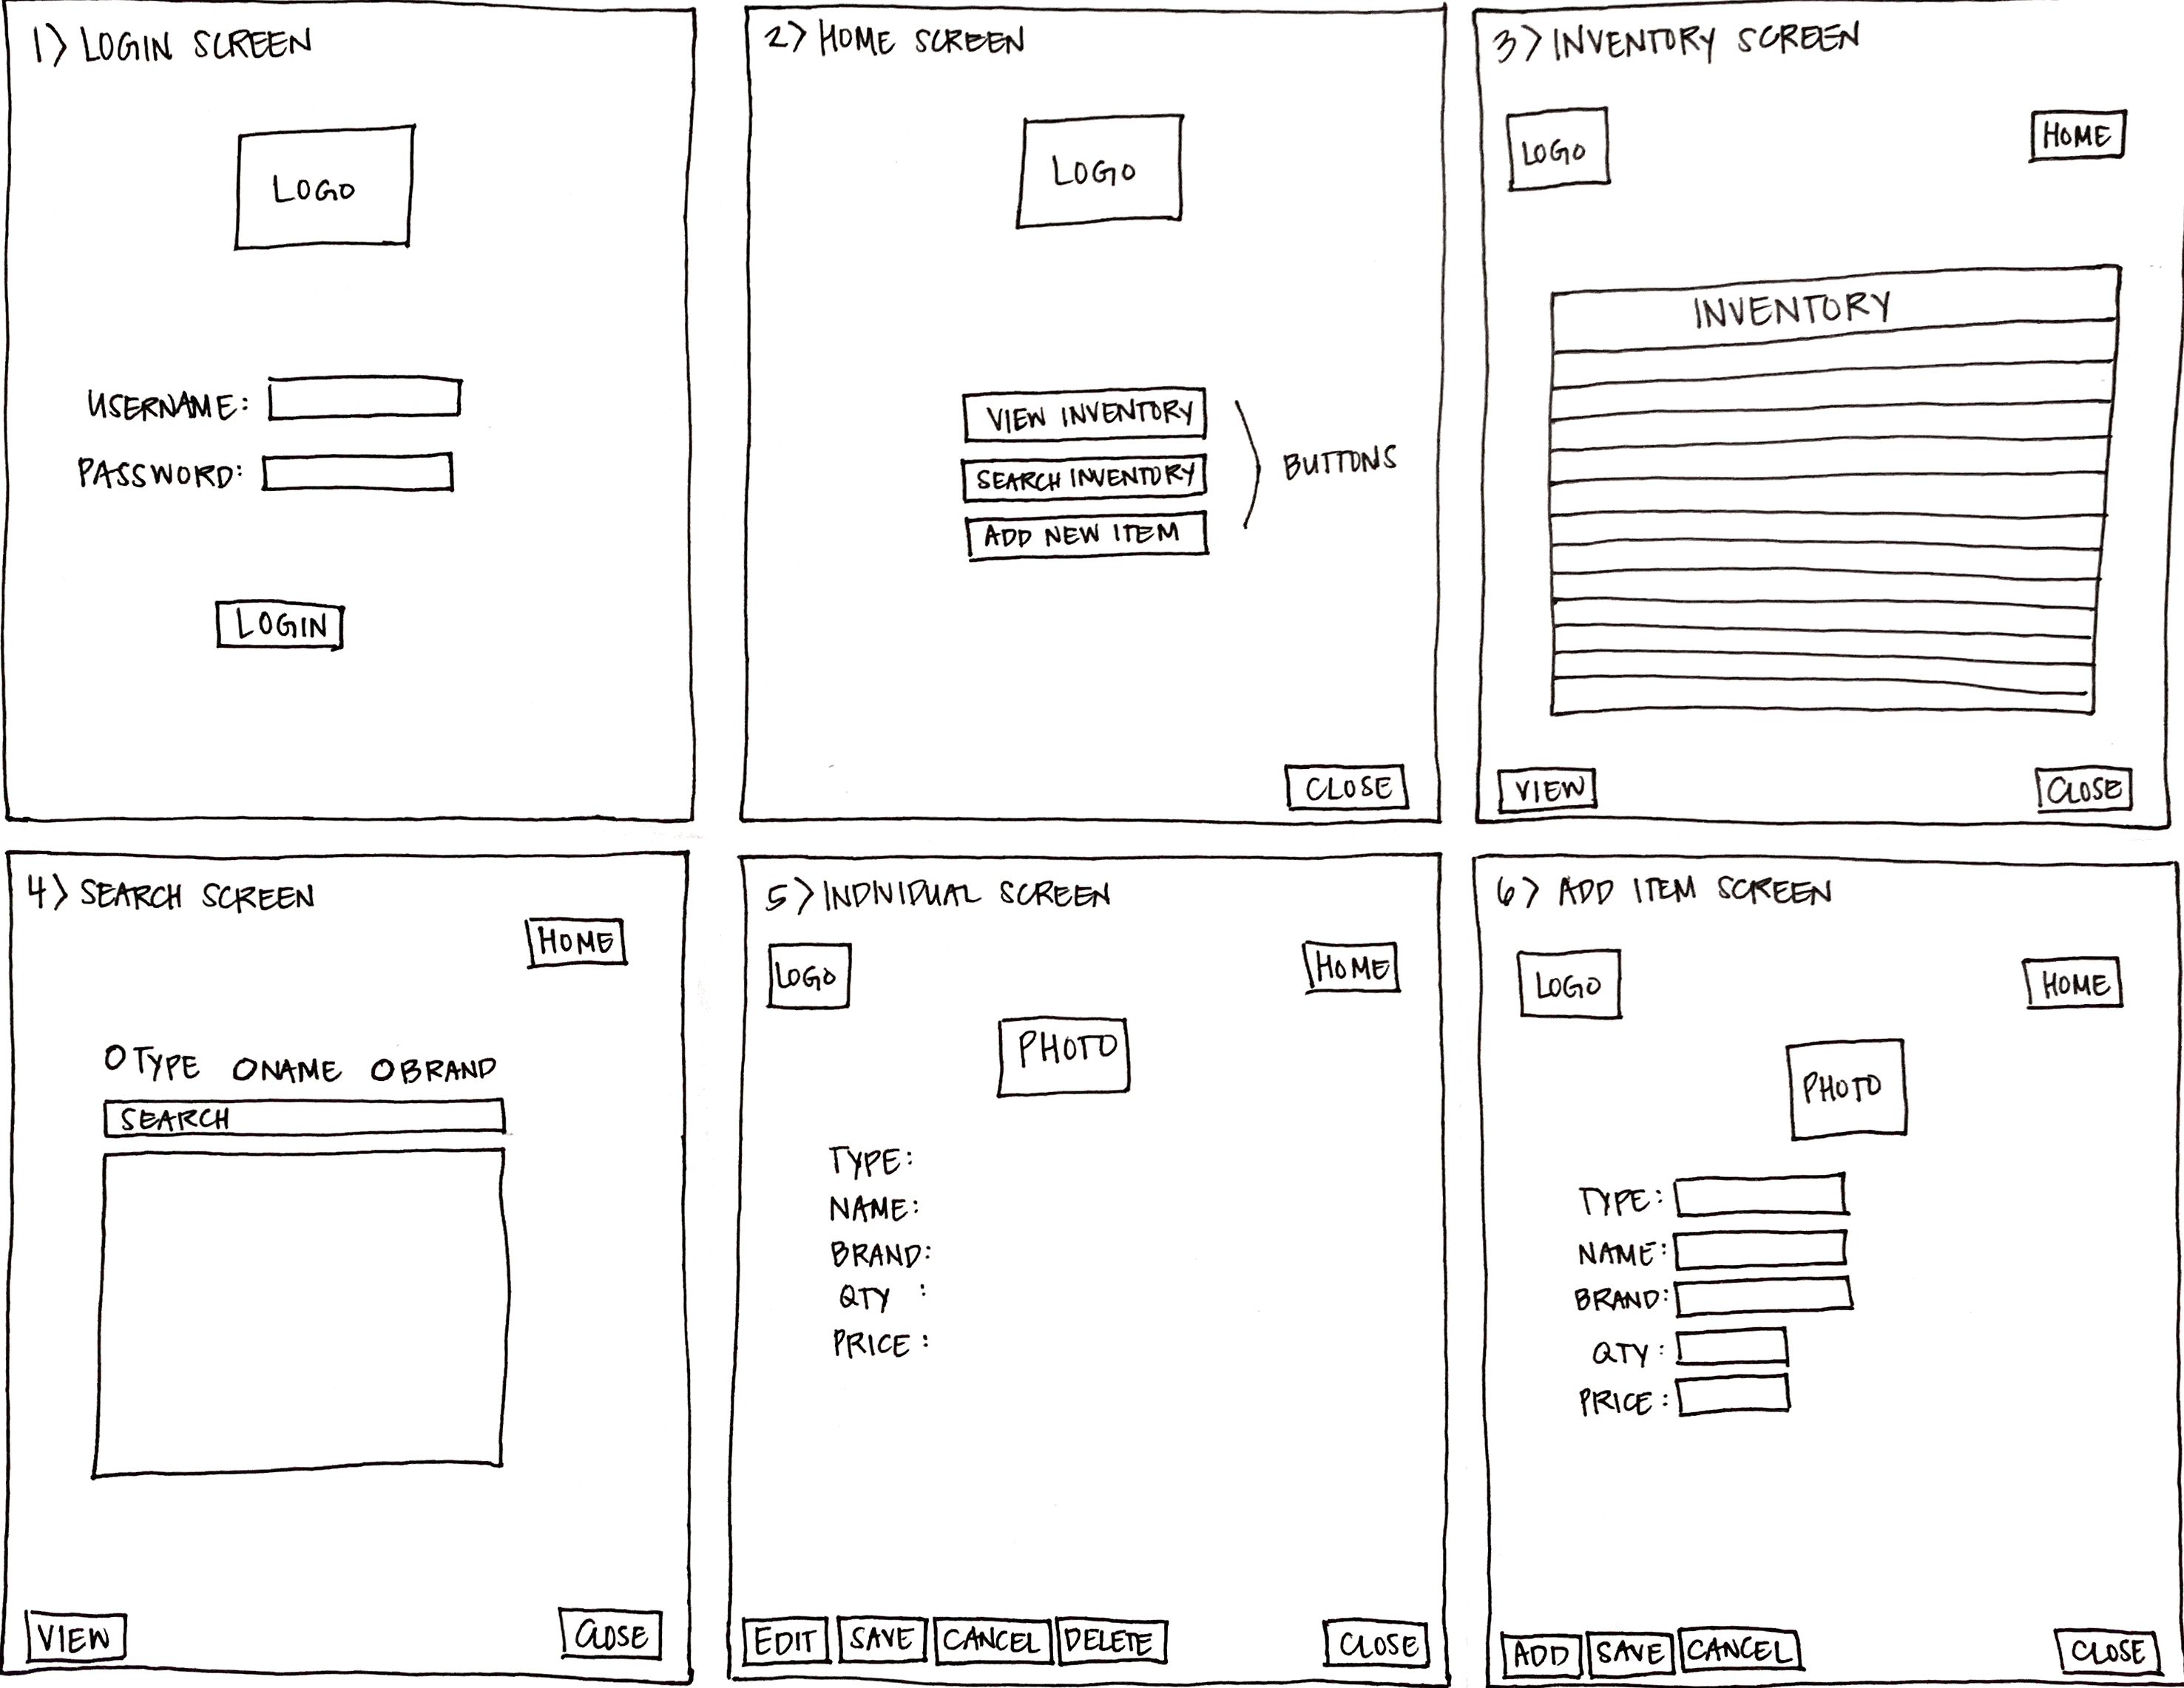 1> LOGIN SCREEN
LOGO
USERNAME:
PASSWORD:
LOGIN
2> HOME SCREEN
LOGO
VIEW INVENTORY
SEARCH INVENTORY
ADD NEW ITEM
BUTTONS
CLOSE
3> INVENTORY SCREEN
LOGO
HOME
INVENTORY
VIEW
CLOSE
4> SEARCH SCREEN
HOME
O TYPE O NAME O BRAND
SEARCH
VIEW
CLOSE
5> INDIVIDUAL SCREEN
LOGO
HOME
PHOTO
TYPE:
NAME:
BRAND:
QTY :
PRICE :
EDIT SAVE CANCEL DELETE
CLOSE
6> ADD ITEM SCREEN
LOGO
HOME
PHOTO
TYPE:
NAME:
BRAND:
QTY:
PRICE:
ADD SAVE CANCEL
CLOSE